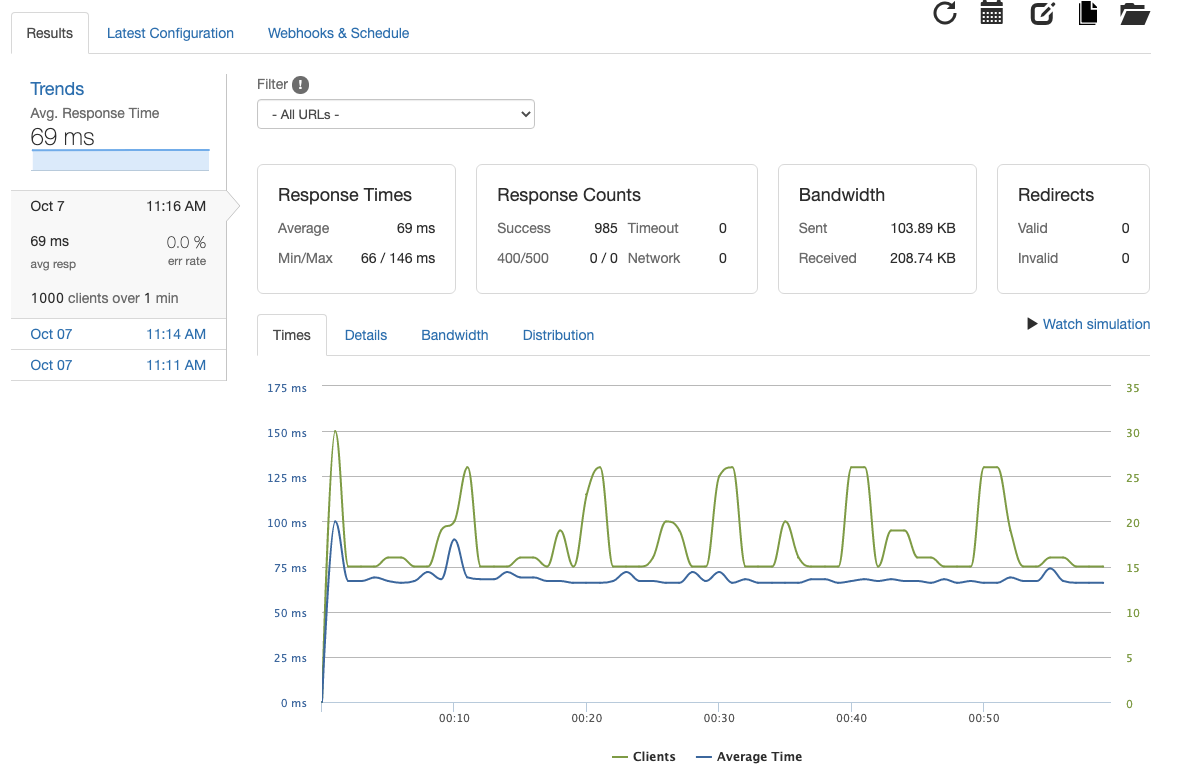 Results Latest Configuration Webhooks & Schedule
Trends
Avg. Response Time
69 ms
Oct 7 11:16 AM
69 ms 0.0 %
avg resp err rate
1000 clients over 1 min
Oct 07 11:14 AM
Oct 07 11:11 AM
Filter !
- All URLs -
Response Times
Average 69 ms
Min/Max 66 / 146 ms
Response Counts
Success 985 Timeout 0
400/500 0 / 0 Network 0
Bandwidth
Sent 103.89 KB
Received 208.74 KB
Redirects
Valid 0
Invalid 0
Times Details Bandwidth Distribution Watch simulation
175 ms 35
150 ms 30
125 ms 25
100 ms 20
75 ms 15
50 ms 10
25 ms 5
0 ms 0
00:10 00:20 00:30 00:40 00:50
Clients Average Time